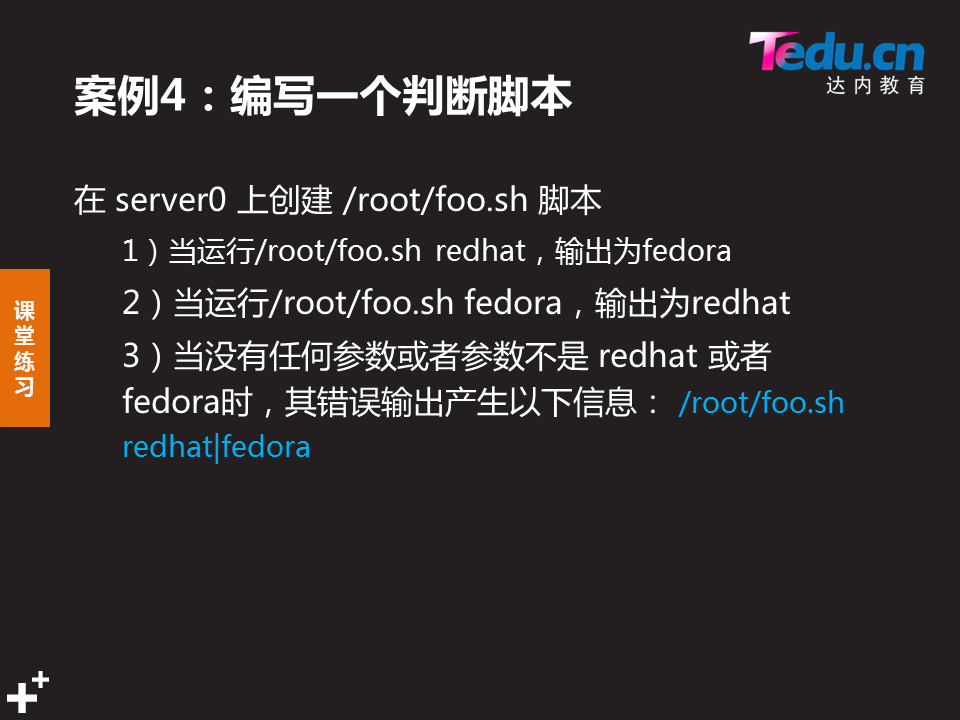 Tedu.cn
达内教育
案例4：编写一个判断脚本
在 server0 上创建 /root/foo.sh 脚本
1）当运行/root/foo.sh redhat，输出为fedora
2）当运行/root/foo.sh fedora，输出为redhat
3）当没有任何参数或者参数不是 redhat 或者
fedora时，其错误输出产生以下信息： /root/foo.sh
redhat|fedora
课
堂
练
习